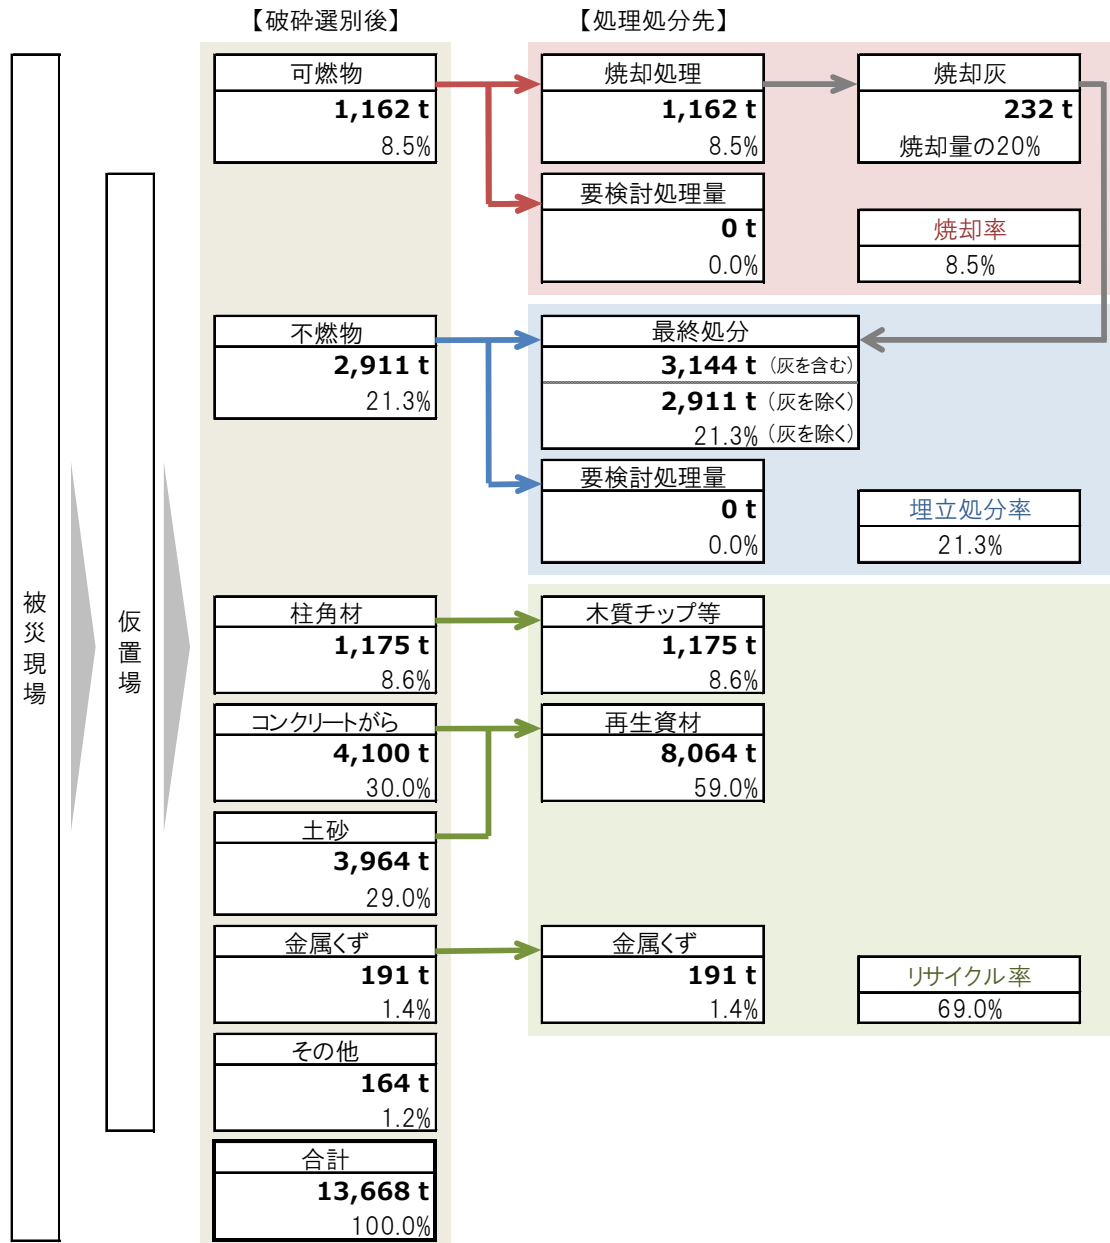 【破砕選別後】
【処理処分先】
被災現場
仮置場
可燃物
1,162 t
8.5%
焼却処理
1,162 t
8.5%
焼却灰
232 t
焼却量の20%
要検討処理量
0 t
0.0%
焼却率
8.5%
不燃物
2,911 t
21.3%
最終処分
3,144 t (灰を含む)
2,911 t (灰を除く)
21.3% (灰を除く)
要検討処理量
0 t
0.0%
埋立処分率
21.3%
柱角材
1,175 t
8.6%
木質チップ等
1,175 t
8.6%
コンクリートがら
4,100 t
30.0%
再生資材
8,064 t
59.0%
土砂
3,964 t
29.0%
金属くず
191 t
1.4%
金属くず
191 t
1.4%
リサイクル率
69.0%
その他
164 t
1.2%
合計
13,668 t
100.0%